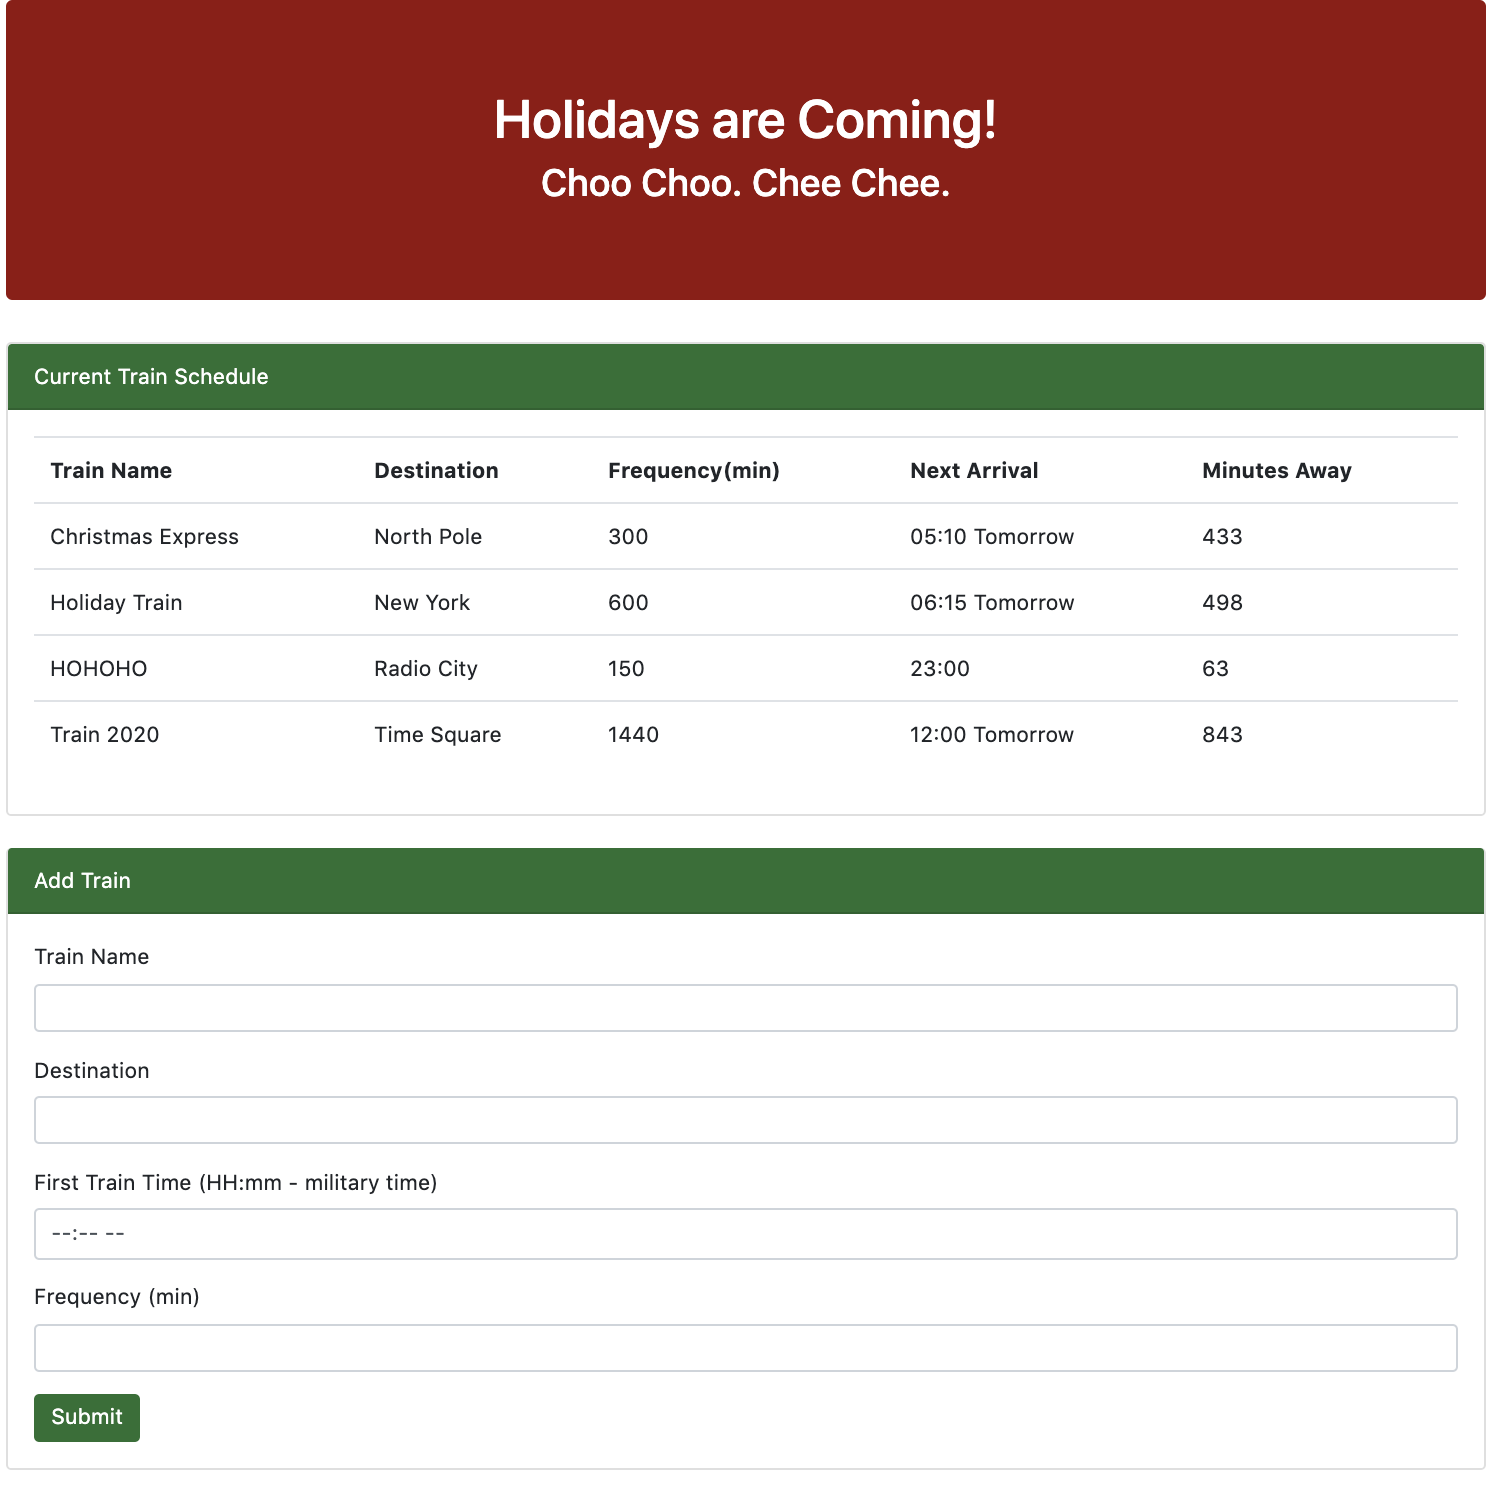 Holidays are Coming!
Choo Choo. Chee Chee.
Current Train Schedule
Train Name Destination Frequency(min) Next Arrival Minutes Away
Christmas Express North Pole 300 05:10 Tomorrow 433
Holiday Train New York 600 06:15 Tomorrow 498
HOHOHO Radio City 150 23:00 63
Train 2020 Time Square 1440 12:00 Tomorrow 843
Add Train
Train Name
Destination
First Train Time (HH:mm - military time)
--:-- --
Frequency (min)
Submit